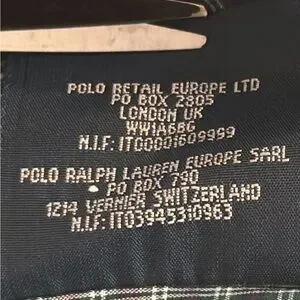 POLO RETAIL EUROPE LTD
PO BOX 2805
LONDON UK
WW1A6BG
N.I.F: IT00001609999
POLO RALPH LAUREN EUROPE SARL
PO BOX 790
1214 VERNIER SWITZERLAND
N.I.F: IT03945310963